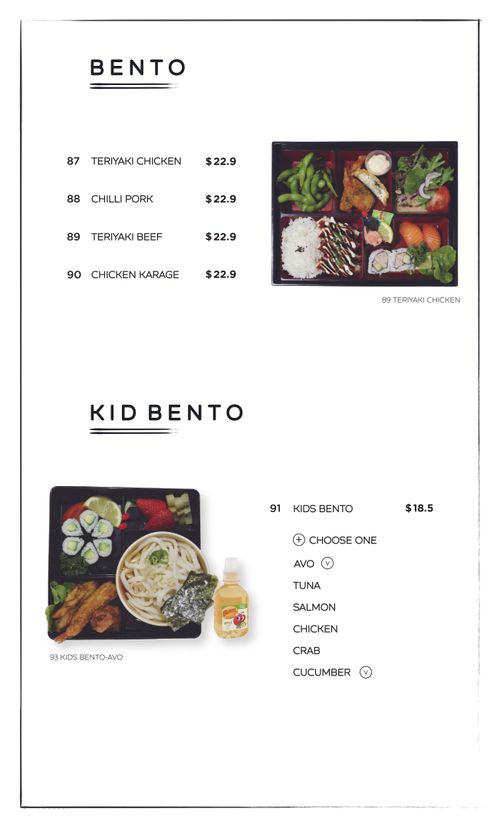 BENTO
87 TERIYAKI CHICKEN $22.9
88 CHILLI PORK $22.9
89 TERIYAKI BEEF $22.9
90 CHICKEN KARAGE $22.9
89 TERIYAKI CHICKEN
KID BENTO
91 KIDS BENTO $18.5
+ CHOOSE ONE
AVO V
TUNA
SALMON
CHICKEN
CRAB
CUCUMBER V
93 KIDS BENTO-AVO